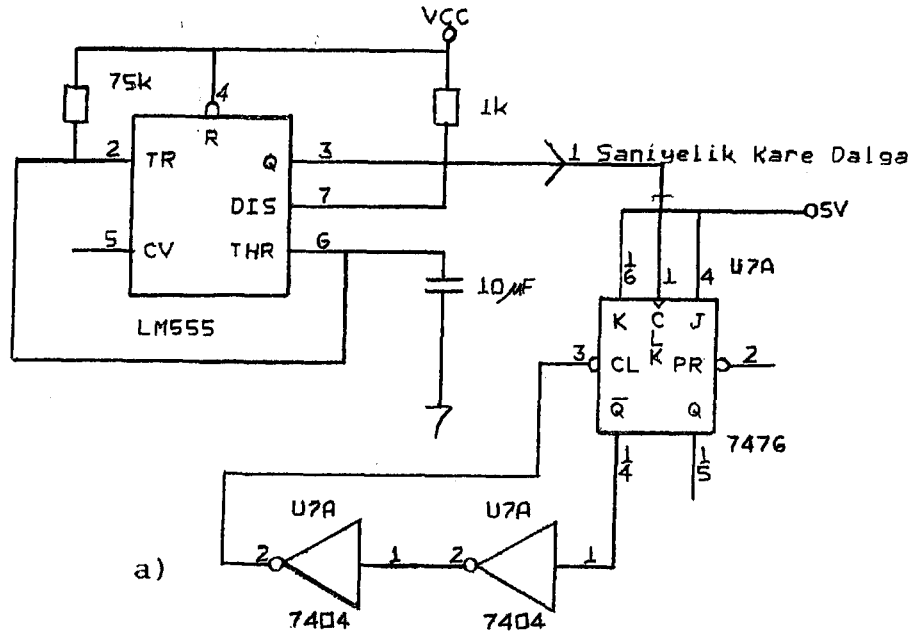 VCC
75k
4
1k
R
2 TR Q 3
1 Saniyelik Kare Dalga
DIS 7
5V
5 CV THR 6
16 1 4 U7A
10µF
LM555
K CLK J
3 CL PR 2
Q̅ Q
7476
14 15
U7A U7A
2 1 2 1
a)
7404 7404